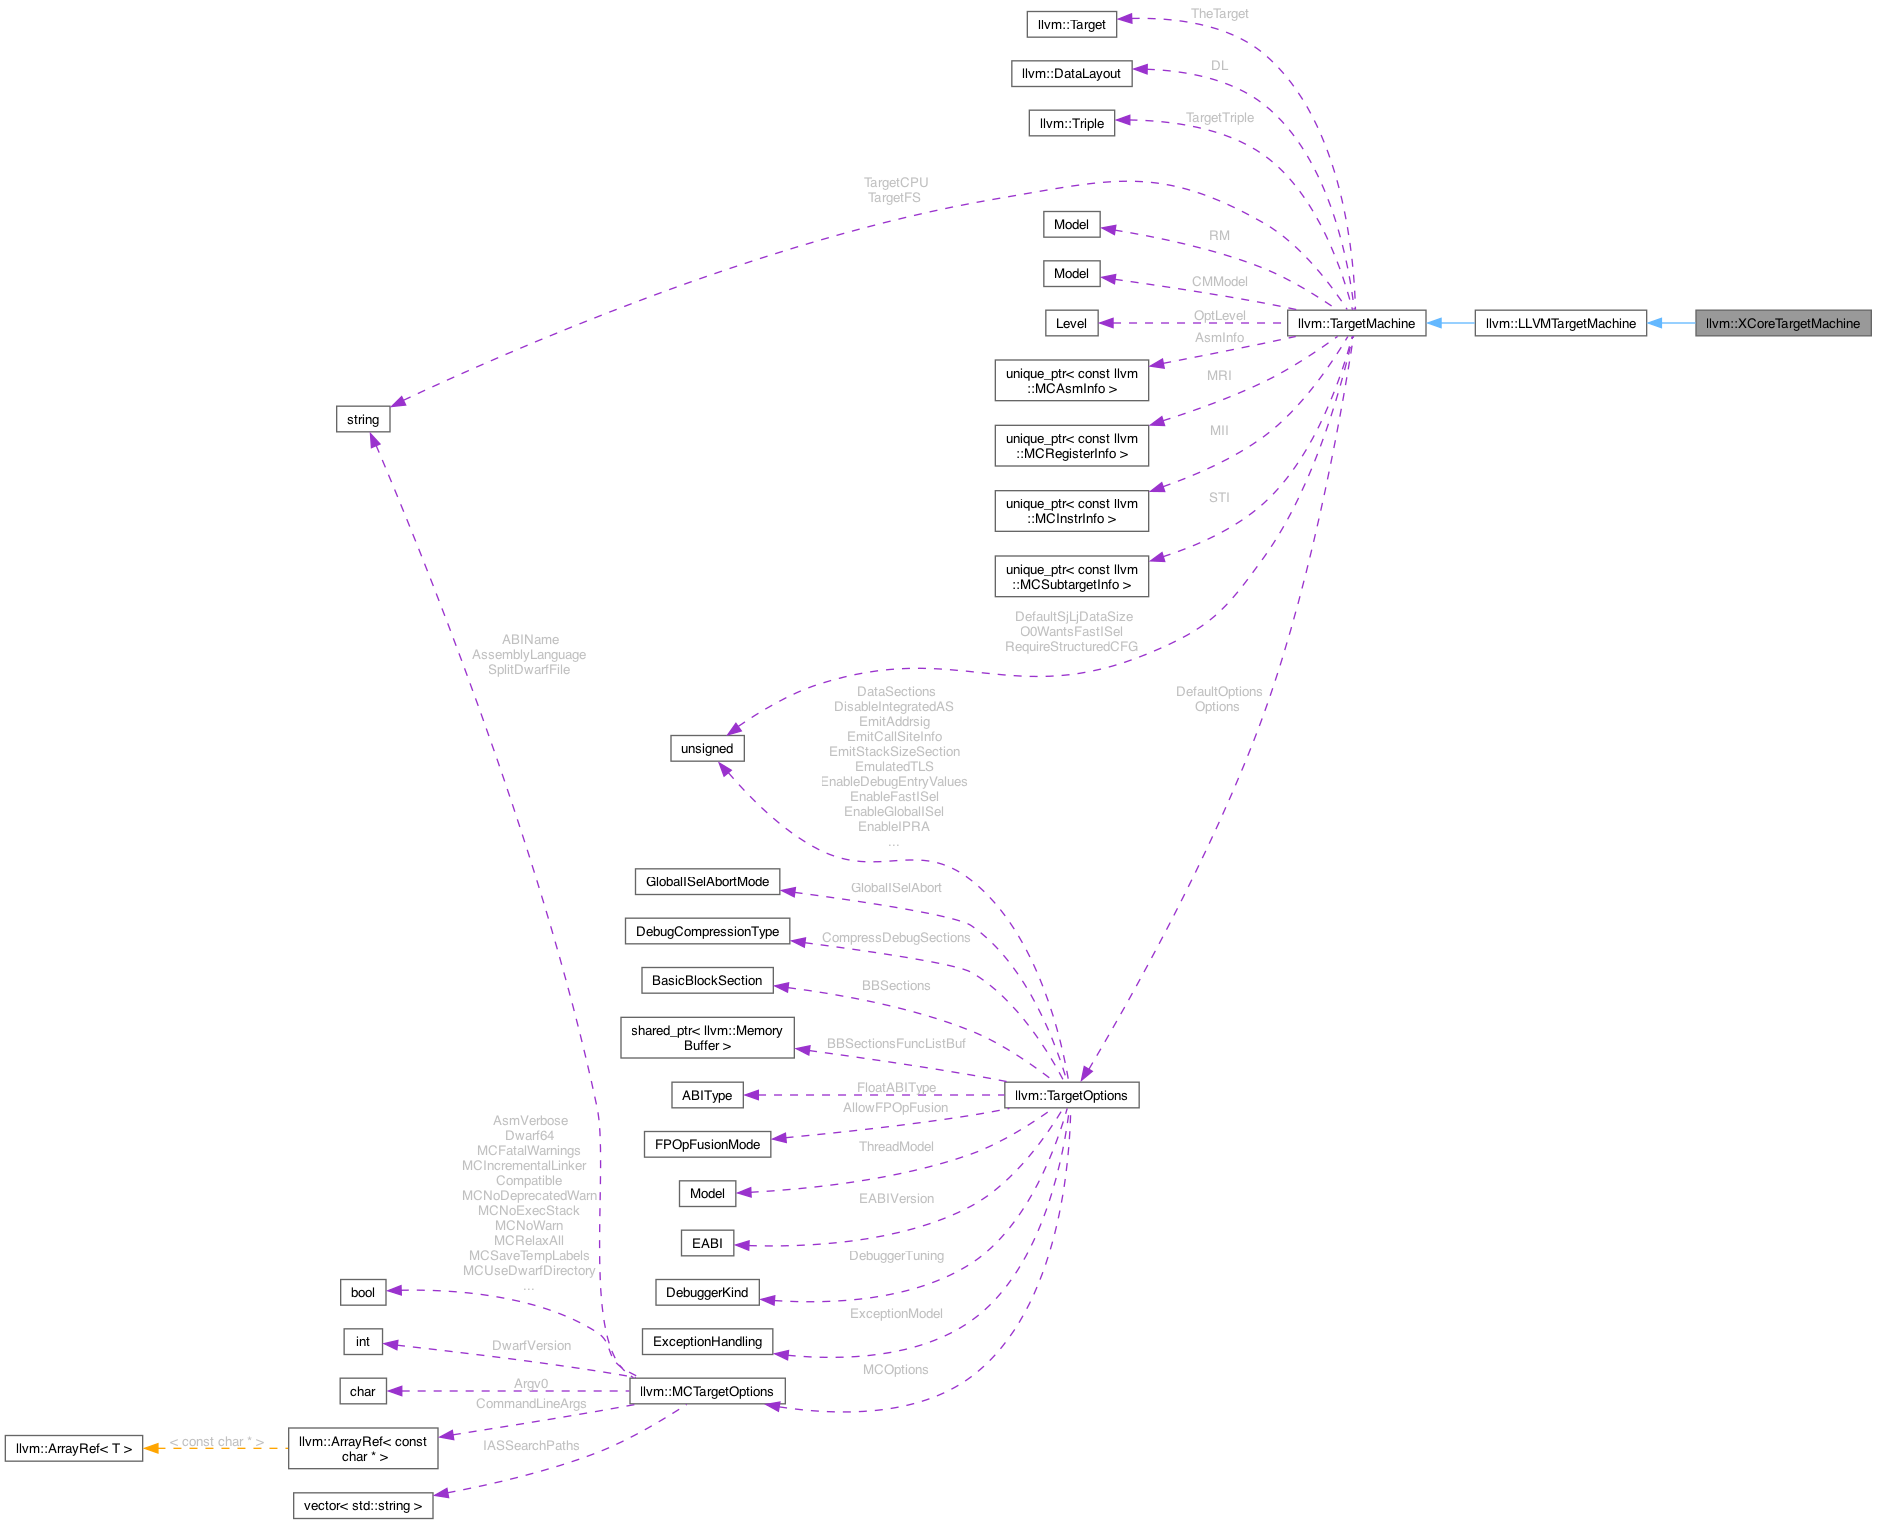 TheTarget
llvm::Target
DL
llvm::DataLayout
TargetTriple
llvm::Triple
TargetCPU
TargetFS
Model
RM
Model
CMModel
Level
OptLevel
llvm::TargetMachine
llvm::LLVMTargetMachine
llvm::XCoreTargetMachine
AsmInfo
unique_ptr< const llvm
::MCAsmInfo >
MRI
string
unique_ptr< const llvm
::MCRegisterInfo >
MII
unique_ptr< const llvm
::MCInstrInfo >
STI
unique_ptr< const llvm
::MCSubtargetInfo >
DefaultSjLjDataSize
O0WantsFastISel
RequireStructuredCFG
ABIName
AssemblyLanguage
SplitDwarfFile
DefaultOptions
Options
unsigned
DataSections
DisableIntegratedAS
EmitAddrsig
EmitCallSiteInfo
EmitStackSizeSection
EmulatedTLS
EnableDebugEntryValues
EnableFastISel
EnableGlobalISel
EnableIPRA
...
GlobalISelAbortMode
GlobalISelAbort
DebugCompressionType
CompressDebugSections
BasicBlockSection
BBSections
shared_ptr< llvm::Memory
Buffer >
BBSectionsFuncListBuf
ABIType
FloatABIType
llvm::TargetOptions
AllowFPOpFusion
FPOpFusionMode
ThreadModel
Model
EABIVersion
EABI
DebuggerTuning
DebuggerKind
ExceptionModel
ExceptionHandling
MCOptions
AsmVerbose
Dwarf64
MCFatalWarnings
MCIncrementalLinker
Compatible
MCNoDeprecatedWarn
MCNoExecStack
MCNoWarn
MCRelaxAll
MCSaveTempLabels
MCUseDwarfDirectory
...
bool
int
DwarfVersion
char
Argv0
llvm::MCTargetOptions
CommandLineArgs
llvm::ArrayRef< T >
< const char * >
llvm::ArrayRef< const
char * >
IASSearchPaths
vector< std::string >